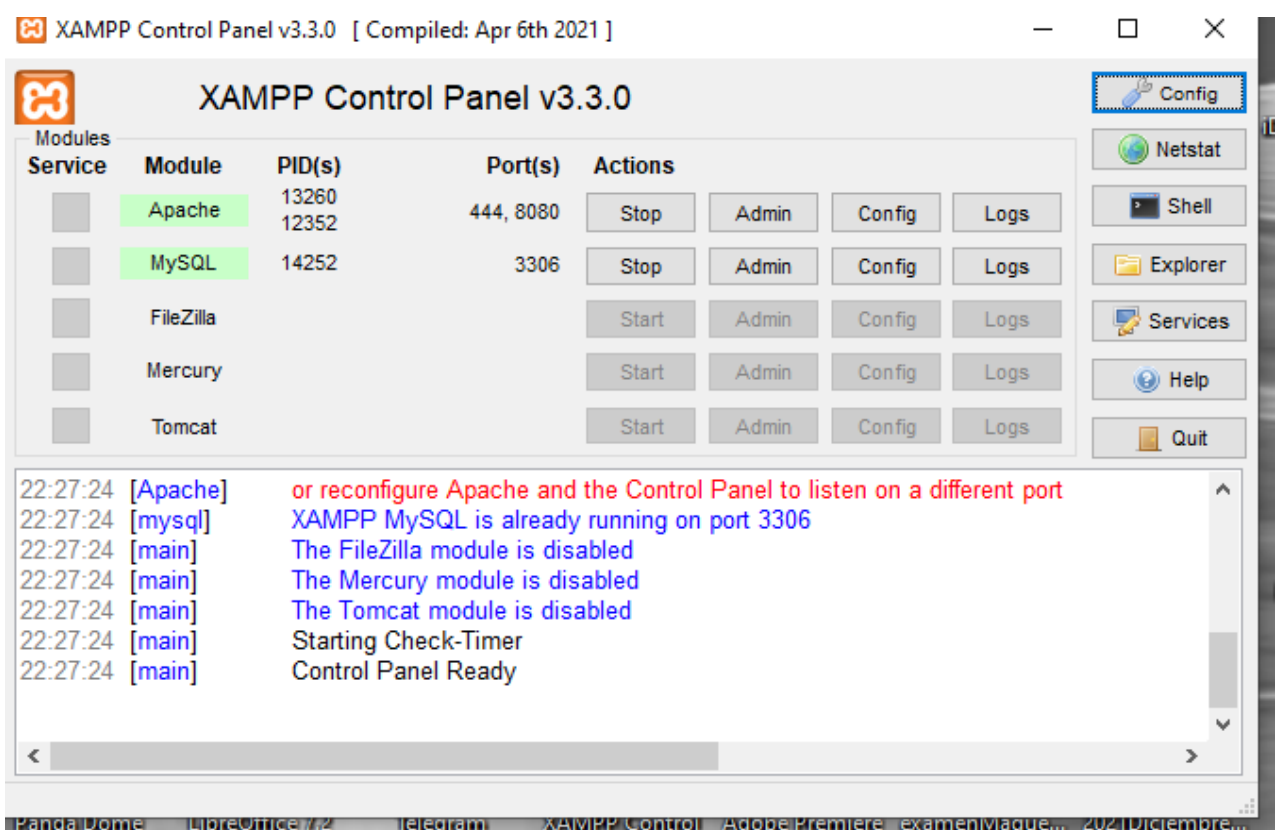 XAMPP Control Panel v3.3.0 [ Compiled: Apr 6th 2021 ]
XAMPP Control Panel v3.3.0
Config
Modules
Service Module PID(s) Port(s) Actions
Netstat
Apache 13260 12352 444, 8080 Stop Admin Config Logs
Shell
MySQL 14252 3306 Stop Admin Config Logs
Explorer
FileZilla Start Admin Config Logs
Services
Mercury Start Admin Config Logs
Help
Tomcat Start Admin Config Logs
Quit
22:27:24 [Apache] or reconfigure Apache and the Control Panel to listen on a different port
22:27:24 [mysql] XAMPP MySQL is already running on port 3306
22:27:24 [main] The FileZilla module is disabled
22:27:24 [main] The Mercury module is disabled
22:27:24 [main] The Tomcat module is disabled
22:27:24 [main] Starting Check-Timer
22:27:24 [main] Control Panel Ready
Panda Dome LibreOffice 7.2 Telegram XAMPP Control Adobe Premiere examenMaque... 2021Diciembre...